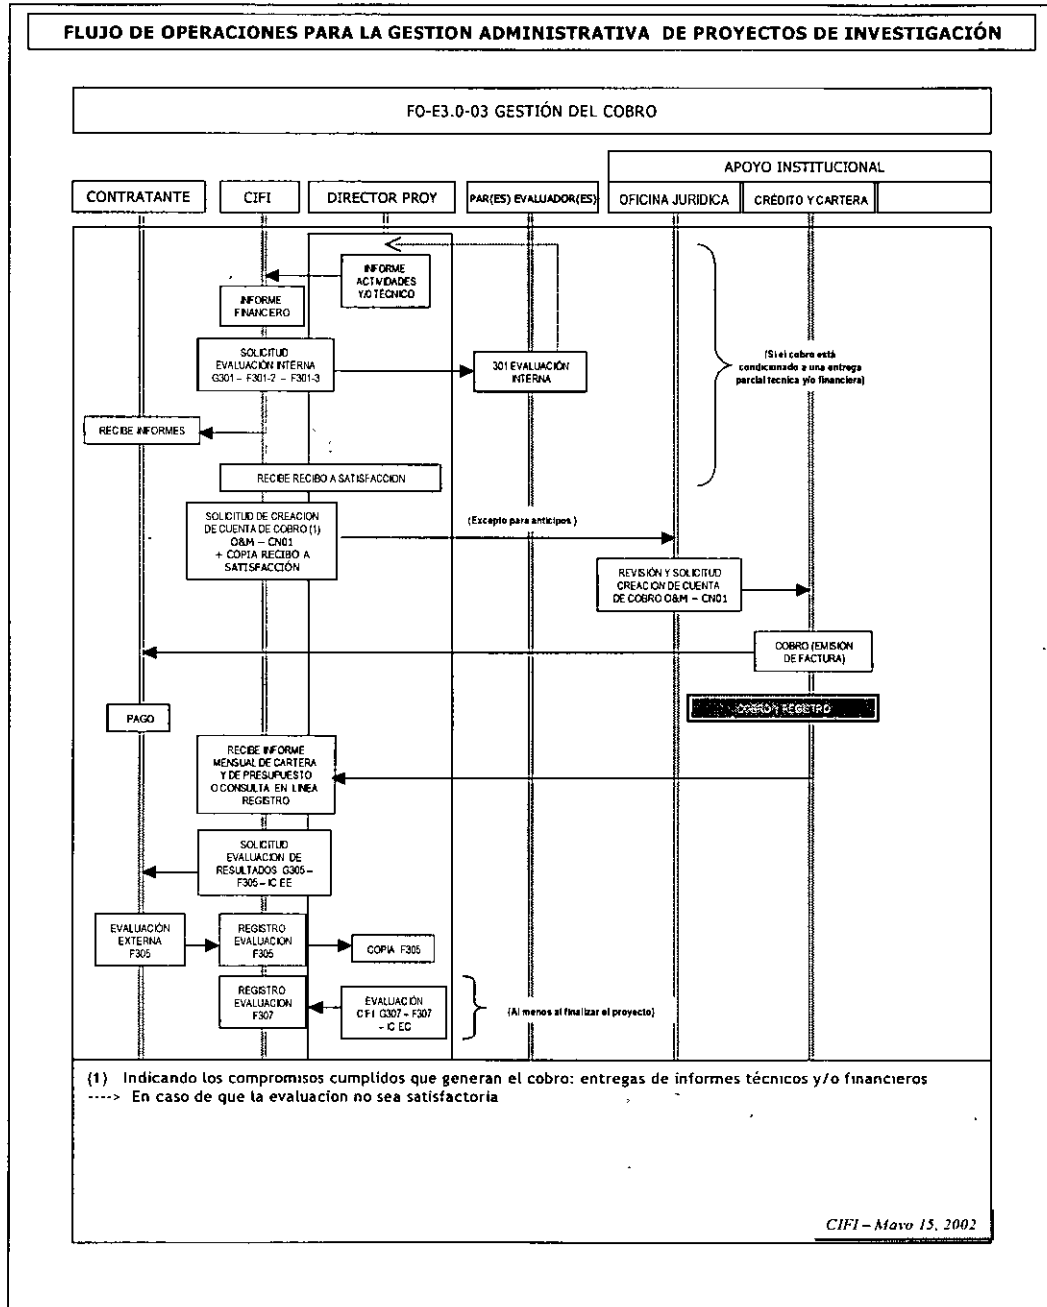 FLUJO DE OPERACIONES PARA LA GESTION ADMINISTRATIVA DE PROYECTOS DE INVESTIGACIÓN
FO-E3.0-03 GESTIÓN DEL COBRO
APOYO INSTITUCIONAL
CONTRATANTE
CIFI
DIRECTOR PROY
PAR(ES) EVALUADOR(ES)
OFICINA JURIDICA
CRÉDITO Y CARTERA
INFORME
ACTIVIDADES
Y/O TÉCNICO
INFORME
FINANCIERO
SOLICITUD
EVALUACIÓN INTERNA
G301 – F301-2 – F301-3
301 EVALUACIÓN
INTERNA
(Si el cobro está
condicionado a una entrega
parcial tecnica y/o financiera)
RECIBE INFORMES
RECIBE RECIBO A SATISFACCION
SOLICITUD DE CREACION
DE CUENTA DE COBRO (1)
O&M – CN01
+ COPIA RECIBO A
SATISFACCIÓN
(Excepto para anticipos )
REVISIÓN Y SOLICITUD
CREACION DE CUENTA
DE COBRO O&M – CN01
COBRO (EMISIÓN
DE FACTURA)
COBRO Y REGISTRO
PAGO
RECIBE INFORME
MENSUAL DE CARTERA
Y DE PRESUPUESTO
O CONSULTA EN LINEA
REGISTRO
SOLICITUD
EVALUACION DE
RESULTADOS G305 –
F305 – IC EE
EVALUACIÓN
EXTERNA
F305
REGISTRO
EVALUACION
F305
COPIA F305
REGISTRO
EVALUACION
F307
EVALUACIÓN
CIFI G307 – F307
– IC EC
(Al menos al finalizar el proyecto)
(1) Indicando los compromisos cumplidos que generan el cobro: entregas de informes técnicos y/o financieros
----> En caso de que la evaluacion no sea satisfactoria
CIFI – Mayo 15, 2002